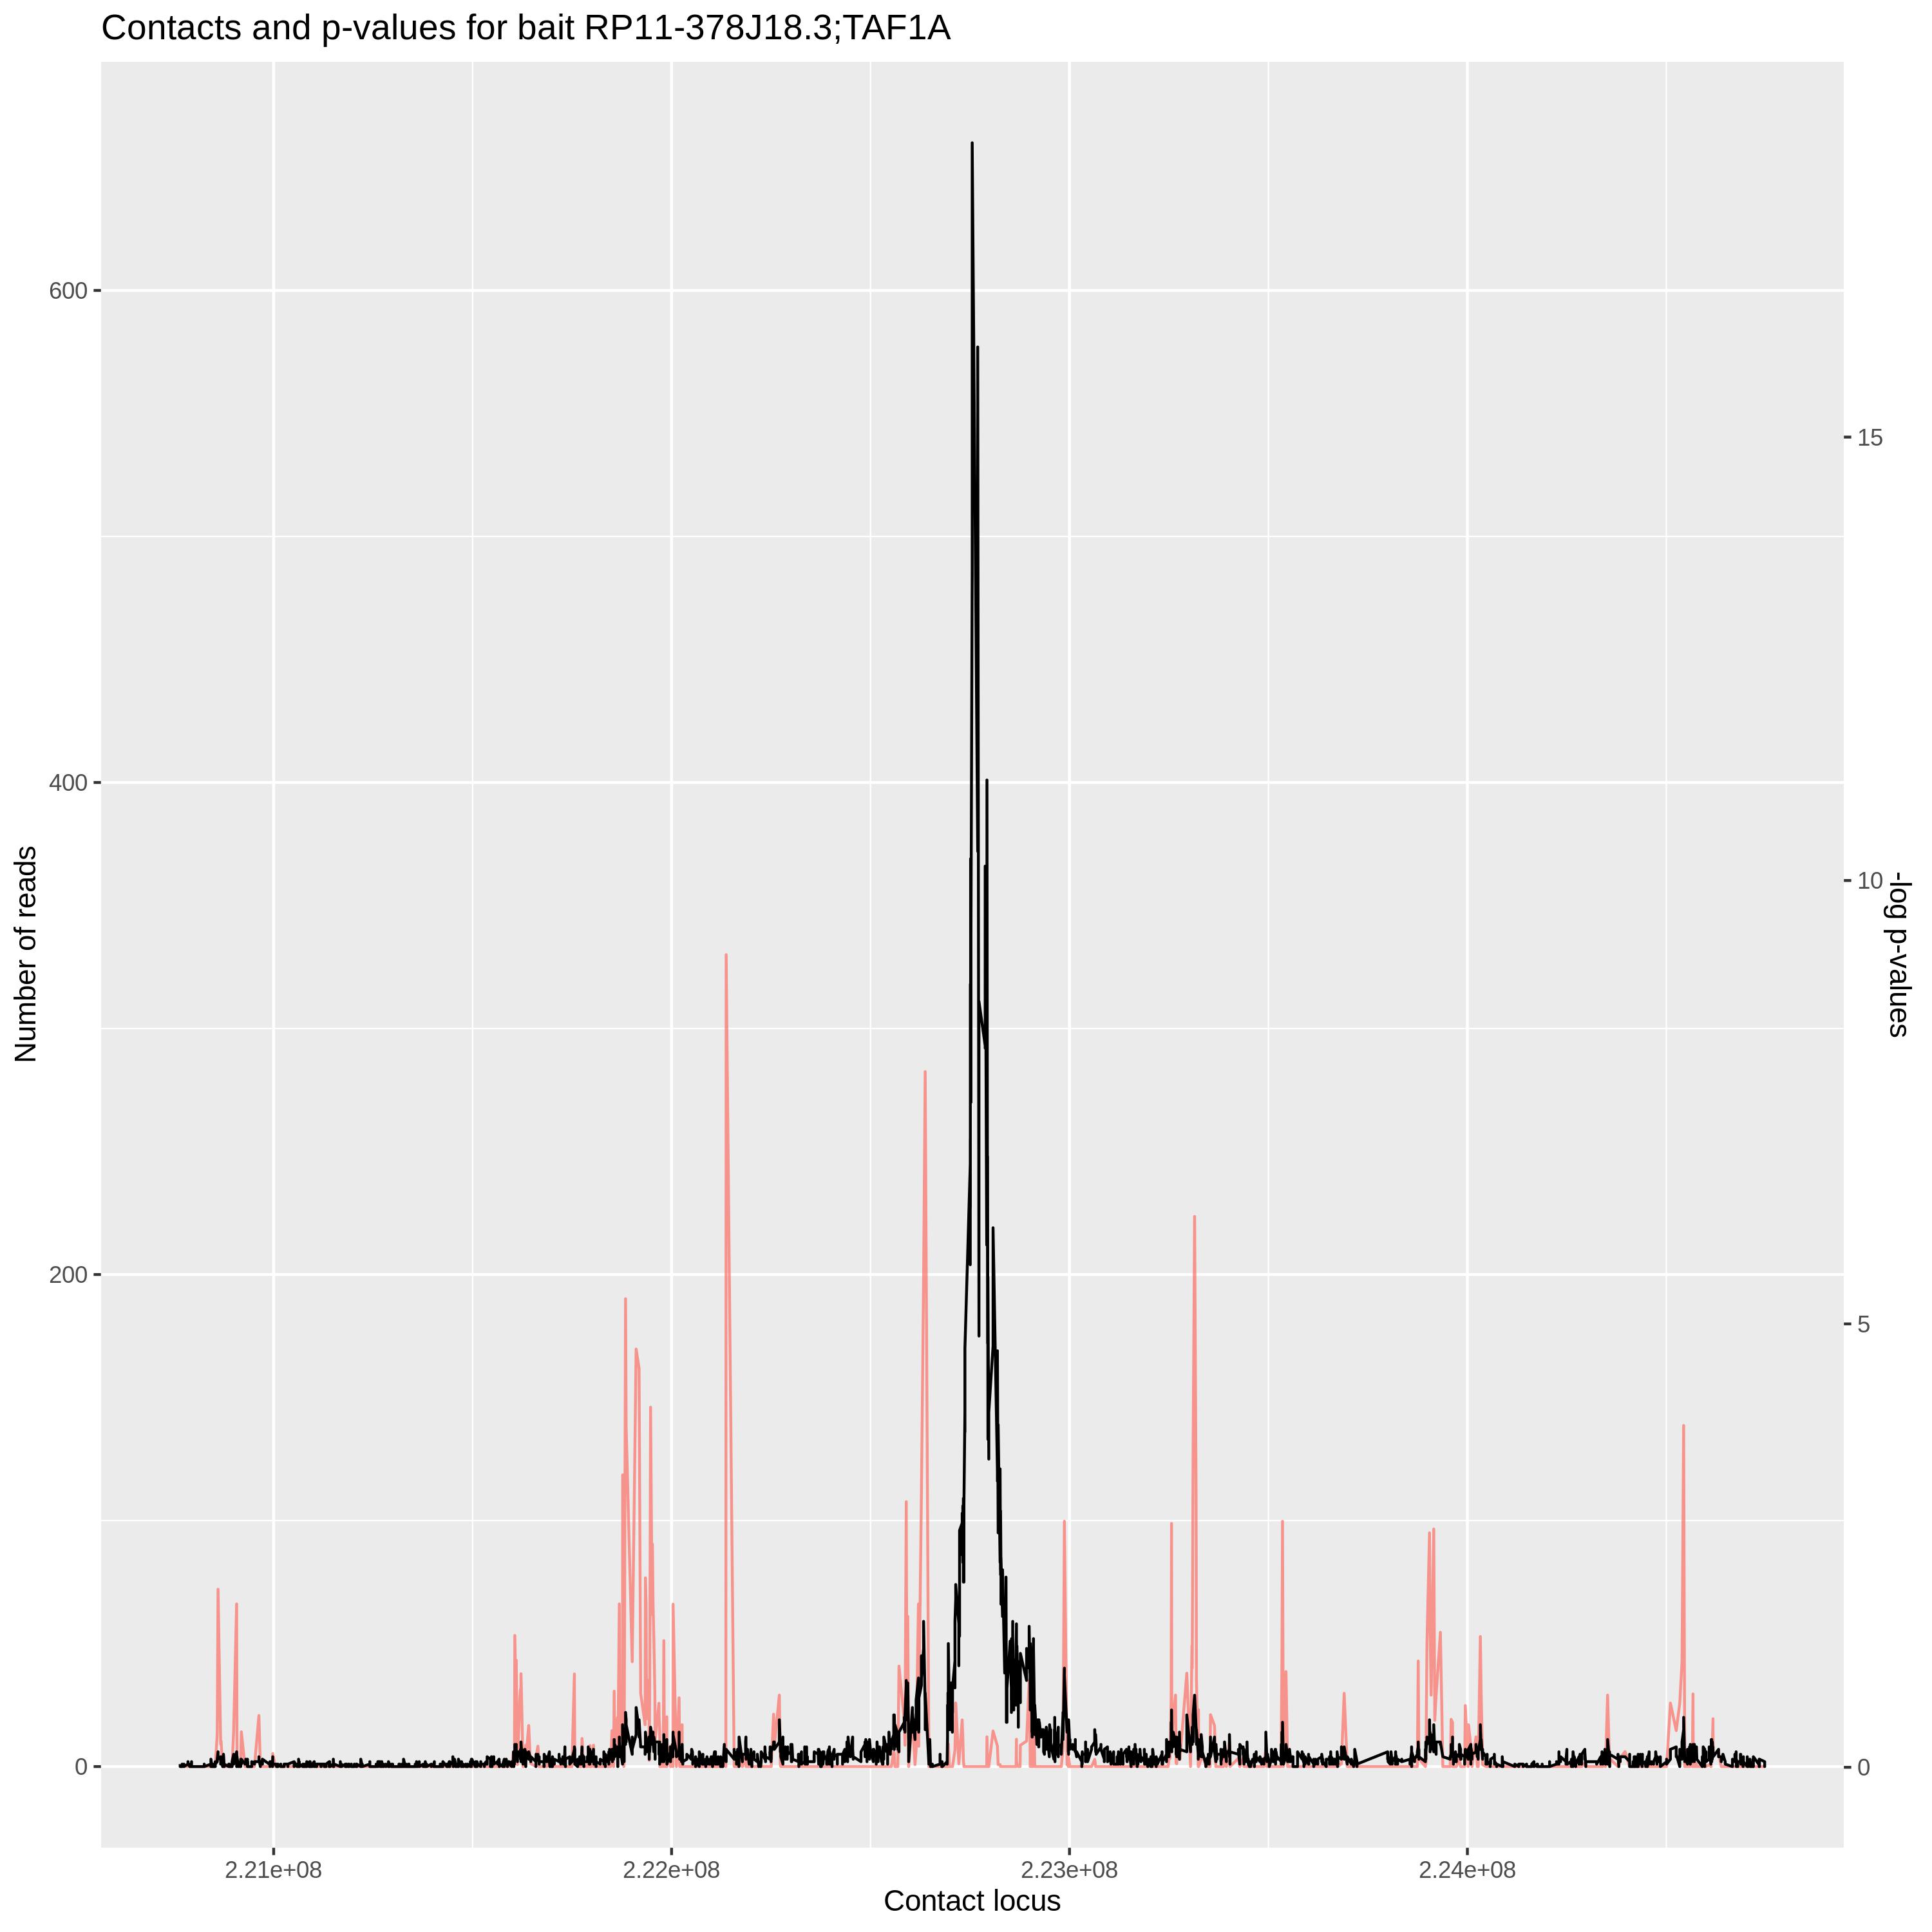 Contacts and p-values for bait RP11-378J18.3;TAF1A
Number of reads
600
400
200
0
15
10
5
0
-log p-values
2.21e+08 2.22e+08 2.23e+08 2.24e+08
Contact locus